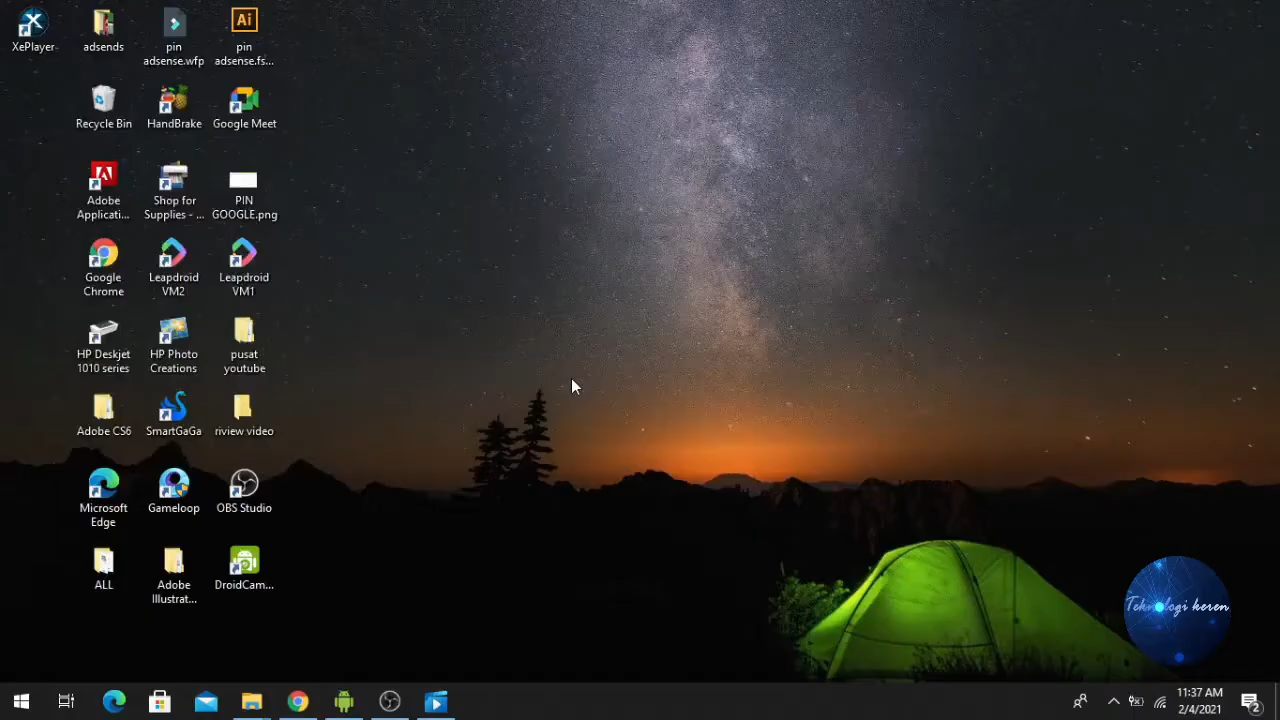 XePlayer
adsends
pin
adsense.wfp
Ai
pin
adsense.fs...
Recycle Bin
HandBrake
Google Meet
Adobe
Applicati...
Shop for
Supplies - ...
PIN
GOOGLE.png
Google
Chrome
Leapdroid
VM2
Leapdroid
VM1
HP Deskjet
1010 series
HP Photo
Creations
pusat
youtube
Adobe CS6
SmartGaGa
riview video
Microsoft
Edge
Gameloop
OBS Studio
ALL
Adobe
Illustrat...
DroidCam...
Teknologi keren
11:37 AM
2/4/2021
2